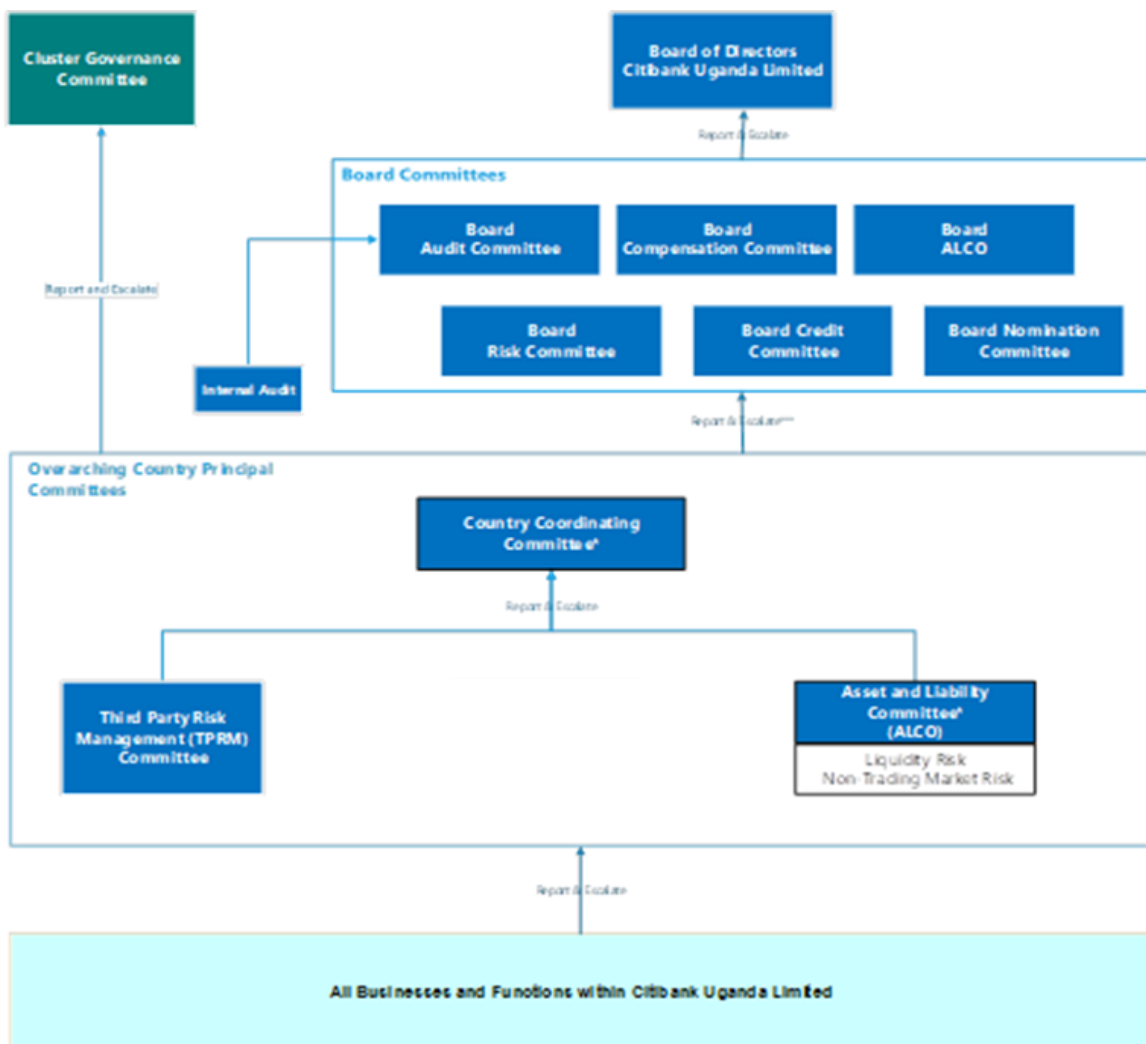 Cluster Governance
Committee
Board of Directors
Citibank Uganda Limited
Report & Escalate
Board Committees
Board
Audit Committee
Board
Compensation Committee
Board
ALCO
Report and Escalate
Board
Risk Committee
Board Credit
Committee
Board Nomination
Committee
Internal Audit
Report & Escalate
Overarching Country Principal
Committees
Country Coordinating
Committee*
Report & Escalate
Third Party Risk
Management (TPRM)
Committee
Asset and Liability
Committee*
(ALCO)
Liquidity Risk
Non-Trading Market Risk
Report & Escalate
All Businesses and Functions within Citibank Uganda Limited